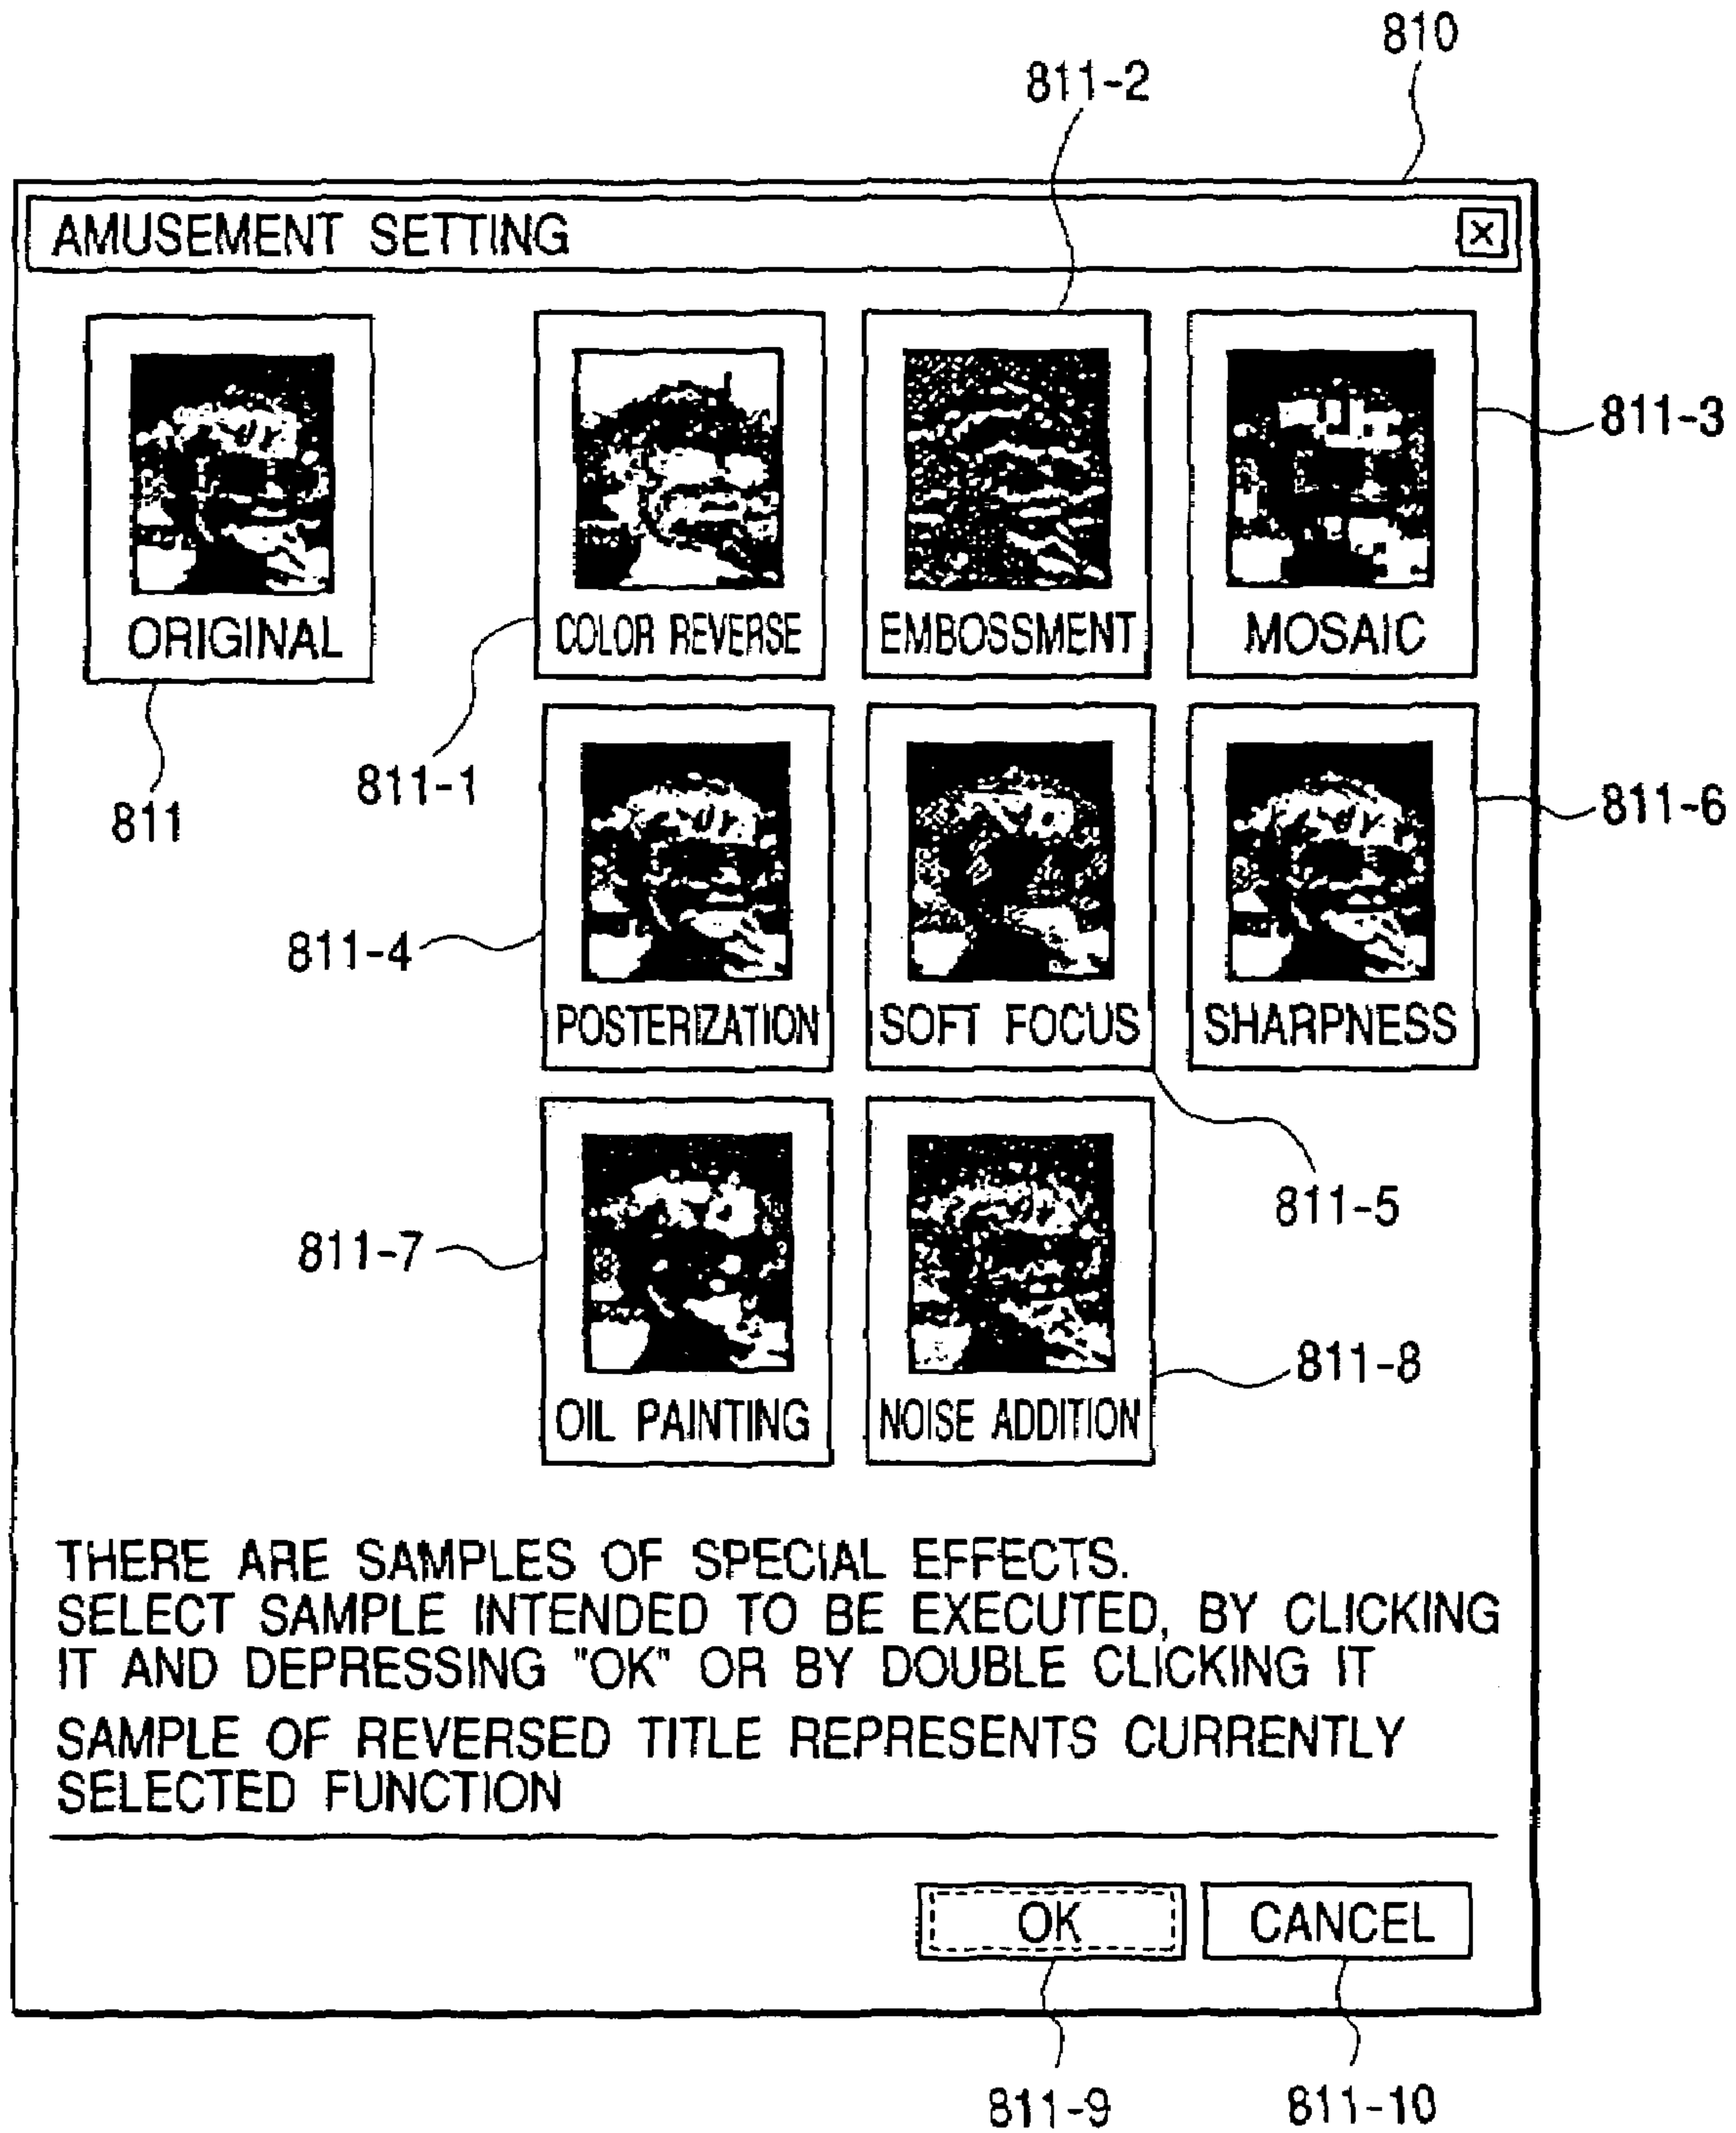 810
811-2
AMUSEMENT SETTING
X
811-3
ORIGINAL
COLOR REVERSE
EMBOSSMENT
MOSAIC
811
811-1
811-6
811-4
POSTERIZATION
SOFT FOCUS
SHARPNESS
811-5
811-7
811-8
OIL PAINTING
NOISE ADDITION
THERE ARE SAMPLES OF SPECIAL EFFECTS.
SELECT SAMPLE INTENDED TO BE EXECUTED, BY CLICKING
IT AND DEPRESSING "OK" OR BY DOUBLE CLICKING IT
SAMPLE OF REVERSED TITLE REPRESENTS CURRENTLY
SELECTED FUNCTION
OK
CANCEL
811-9
811-10